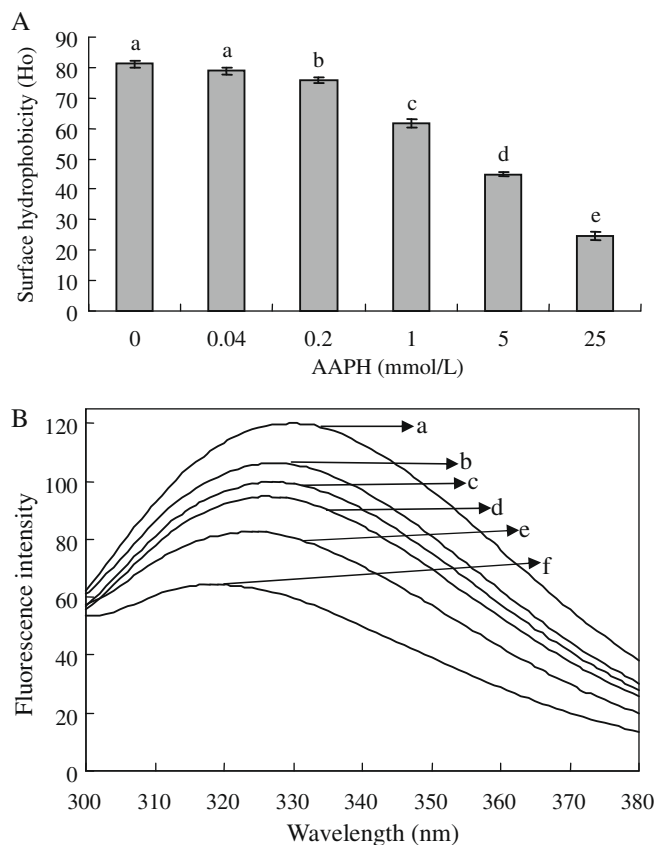 A
Surface hydrophobicity (Ho)
90
80
70
60
50
40
30
20
10
0
a
a
b
c
d
e
0 0.04 0.2 1 5 25
AAPH (mmol/L)
B
Fluorescence intensity
120
100
80
60
40
20
0
a
b
c
d
e
f
300 310 320 330 340 350 360 370 380
Wavelength (nm)